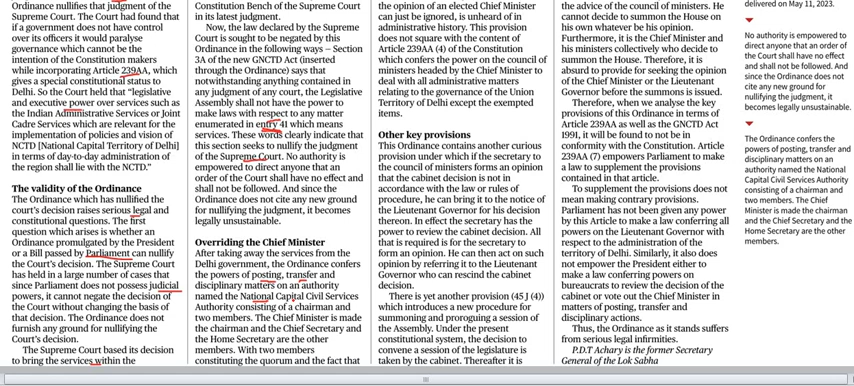 Ordinance nullifies that judgment of the
Supreme Court. The Court had found that
if a government does not have control
over its officers it would paralyse
governance which cannot be the
intention of the Constitution makers
while incorporating Article 239AA, which
gives a special constitutional status to
Delhi. So the Court held that "legislative
and executive power over services such as
the Indian Administrative Services or Joint
Cadre Services which are relevant for the
implementation of policies and vision of
NCTD [National Capital Territory of Delhi]
in terms of day-to-day administration of
the region shall lie with the NCTD."
The validity of the Ordinance
The Ordinance which has nullified the
court's decision raises serious legal and
constitutional questions. The first
question which arises is whether an
Ordinance promulgated by the President
or a Bill passed by Parliament can nullify
the Court's decision. The Supreme Court
has held in a large number of cases that
since Parliament does not possess judicial
powers, it cannot negate the decision of
the Court without changing the basis of
that decision. The Ordinance does not
furnish any ground for nullifying the
Court's decision.
The Supreme Court based its decision
to bring the services within the
Constitution Bench of the Supreme Court
in its latest judgment.
Now, the law declared by the Supreme
Court is sought to be negated by this
Ordinance in the following ways — Section
3A of the new GNCTD Act (inserted
through the Ordinance) says that
notwithstanding anything contained in
any judgment of any court, the Legislative
Assembly shall not have the power to
make laws with respect to any matter
enumerated in entry 41 which means
services. These words clearly indicate that
this section seeks to nullify the judgment
of the Supreme Court. No authority is
empowered to direct anyone that an
order of the Court shall have no effect and
shall not be followed. And since the
Ordinance does not cite any new ground
for nullifying the judgment, it becomes
legally unsustainable.
Overriding the Chief Minister
After taking away the services from the
Delhi government, the Ordinance confers
the powers of posting, transfer and
disciplinary matters on an authority
named the National Capital Civil Services
Authority consisting of a chairman and
two members. The Chief Minister is made
the chairman and the Chief Secretary and
the Home Secretary are the other
members. With two members
constituting the quorum and the fact that
the opinion of an elected Chief Minister
can just be ignored, is unheard of in
administrative history. This provision
does not square with the content of
Article 239AA (4) of the Constitution
which confers the power on the council of
ministers headed by the Chief Minister to
deal with all administrative matters
relating to the governance of the Union
Territory of Delhi except the exempted
items.
Other key provisions
This Ordinance contains another curious
provision under which if the secretary to
the council of ministers forms an opinion
that the cabinet decision is not in
accordance with the law or rules of
procedure, he can bring it to the notice of
the Lieutenant Governor for his decision
thereon. In effect the secretary has the
power to review the cabinet decision. All
that is required is for the secretary to
form an opinion. He can then act on such
opinion by referring it to the Lieutenant
Governor who can rescind the cabinet
decision.
There is yet another provision (45 J (4))
which introduces a new procedure for
summoning and proroguing a session of
the Assembly. Under the present
constitutional system, the decision to
convene a session of the legislature is
taken by the cabinet. Thereafter it is
the advice of the council of ministers. He
cannot decide to summon the House on
his own whatever be his opinion.
Furthermore, it is the Chief Minister and
his ministers collectively who decide to
summon the House. Therefore, it is
absurd to provide for seeking the opinion
of the Chief Minister or the Lieutenant
Governor before the summons is issued.
Therefore, when we analyse the key
provisions of this Ordinance in terms of
Article 239AA as well as the GNCTD Act
1991, it will be found to not be in
conformity with the Constitution. Article
239AA (7) empowers Parliament to make
a law to supplement the provisions
contained in that article.
To supplement the provisions does not
mean making contrary provisions.
Parliament has not been given any power
by this Article to make a law conferring all
powers on the Lieutenant Governor with
respect to the administration of the
territory of Delhi. Similarly, it also does
not empower the President either to
make a law conferring powers on
bureaucrats to review the decision of the
cabinet or vote out the Chief Minister in
matters of posting, transfer and
disciplinary actions.
Thus, the Ordinance as it stands suffers
from serious legal infirmities.
P.D.T Achary is the former Secretary
General of the Lok Sabha
delivered on May 11, 2023.
No authority is empowered to
direct anyone that an order of
the Court shall have no effect
and shall not be followed. And
since the Ordinance does not
cite any new ground for
nullifying the judgment, it
becomes legally unsustainable.
The Ordinance confers the
powers of posting, transfer and
disciplinary matters on an
authority named the National
Capital Civil Services Authority
consisting of a chairman and
two members. The Chief
Minister is made the chairman
and the Chief Secretary and the
Home Secretary are the other
members.